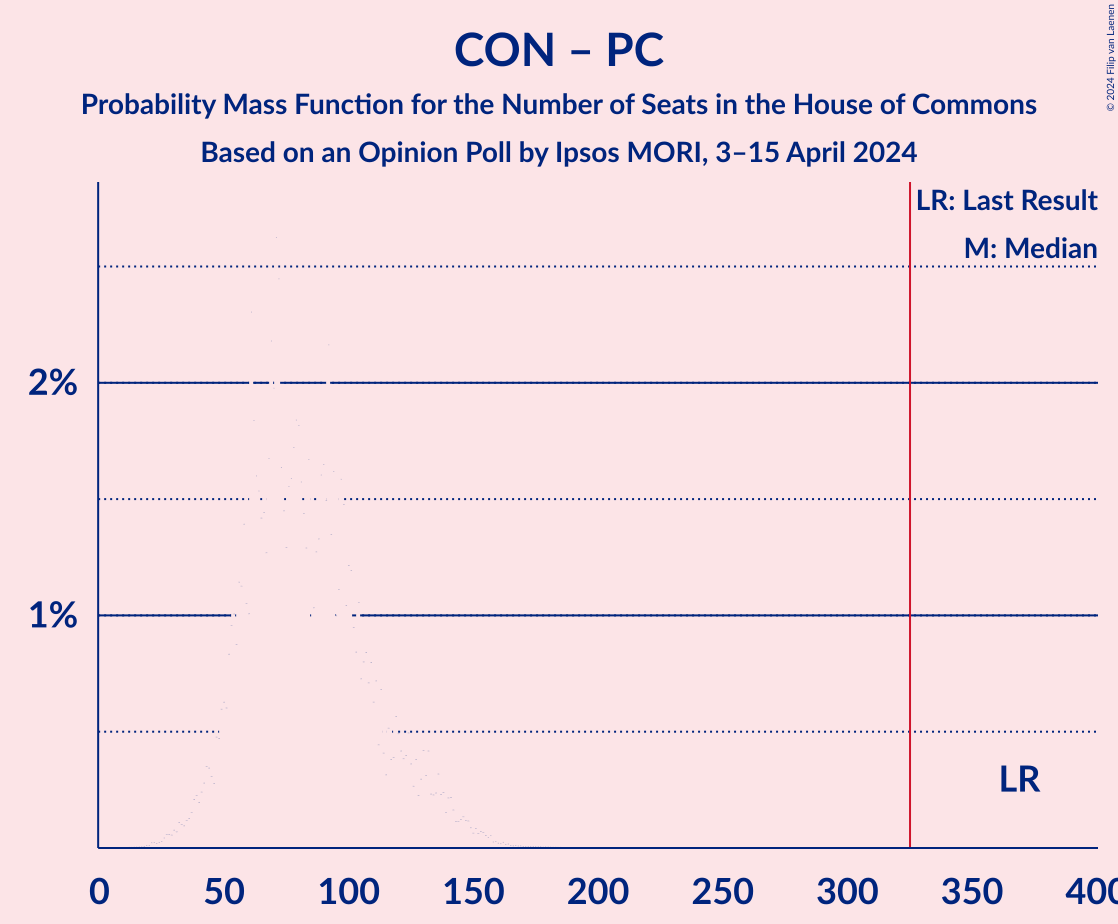 CON – PC
Probability Mass Function for the Number of Seats in the House of Commons
Based on an Opinion Poll by Ipsos MORI, 3–15 April 2024
© 2024 Filip van Laenen
LR: Last Result
M: Median
2%
1%
LR
0 50 100 150 200 250 300 350 400